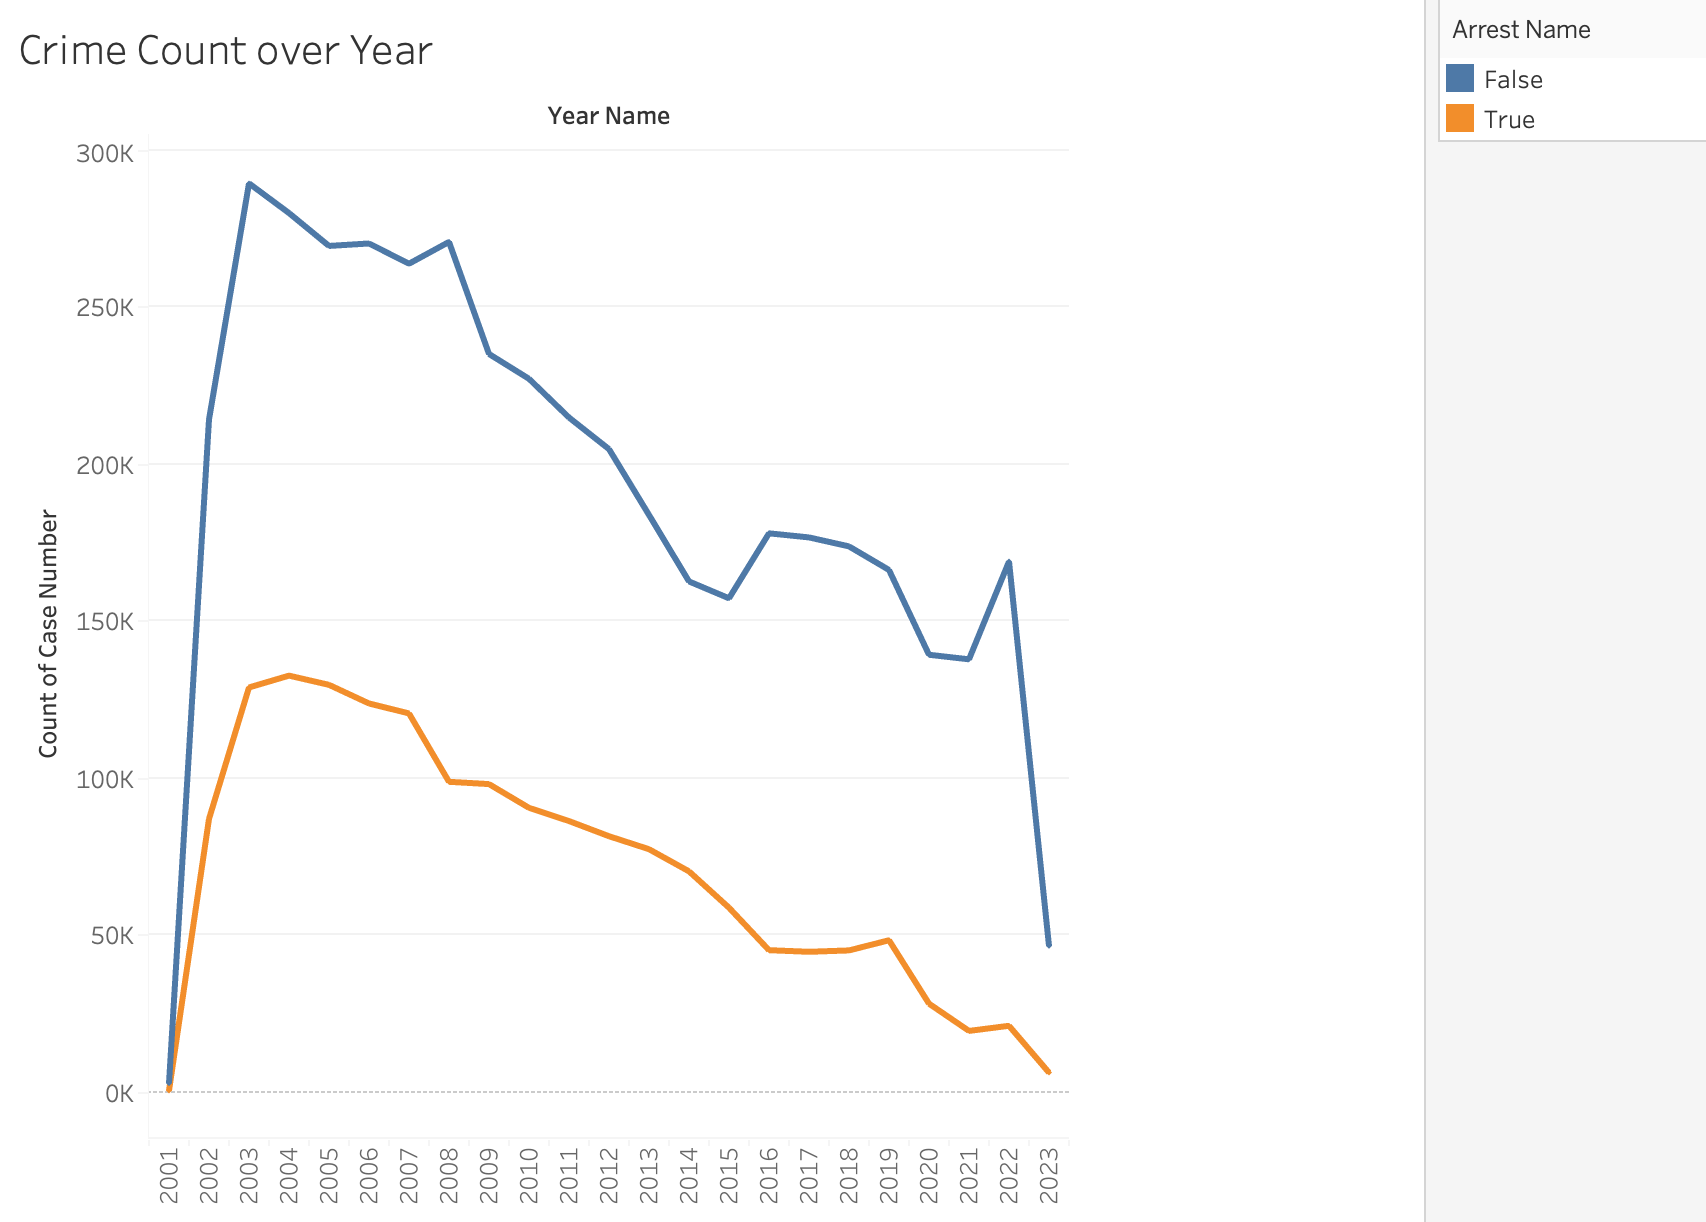 Crime Count over Year
Year Name
Count of Case Number
300K
250K
200K
150K
100K
50K
0K
2001
2002
2003
2004
2005
2006
2007
2008
2009
2010
2011
2012
2013
2014
2015
2016
2017
2018
2019
2020
2021
2022
2023
Arrest Name
False
True